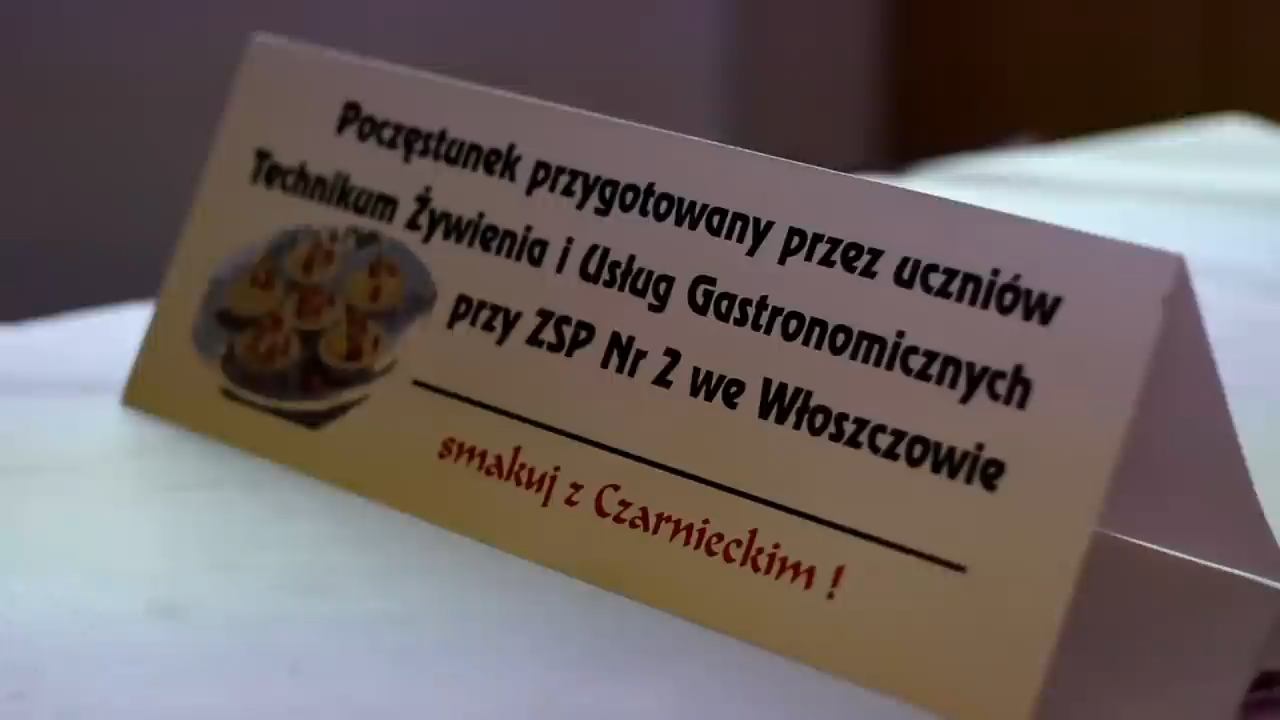 Poczęstunek przygotowany przez uczniów
Technikum Żywienia i Usług Gastronomicznych
przy ZSP Nr 2 we Włoszczowie
smakuj z Czarnieckim !